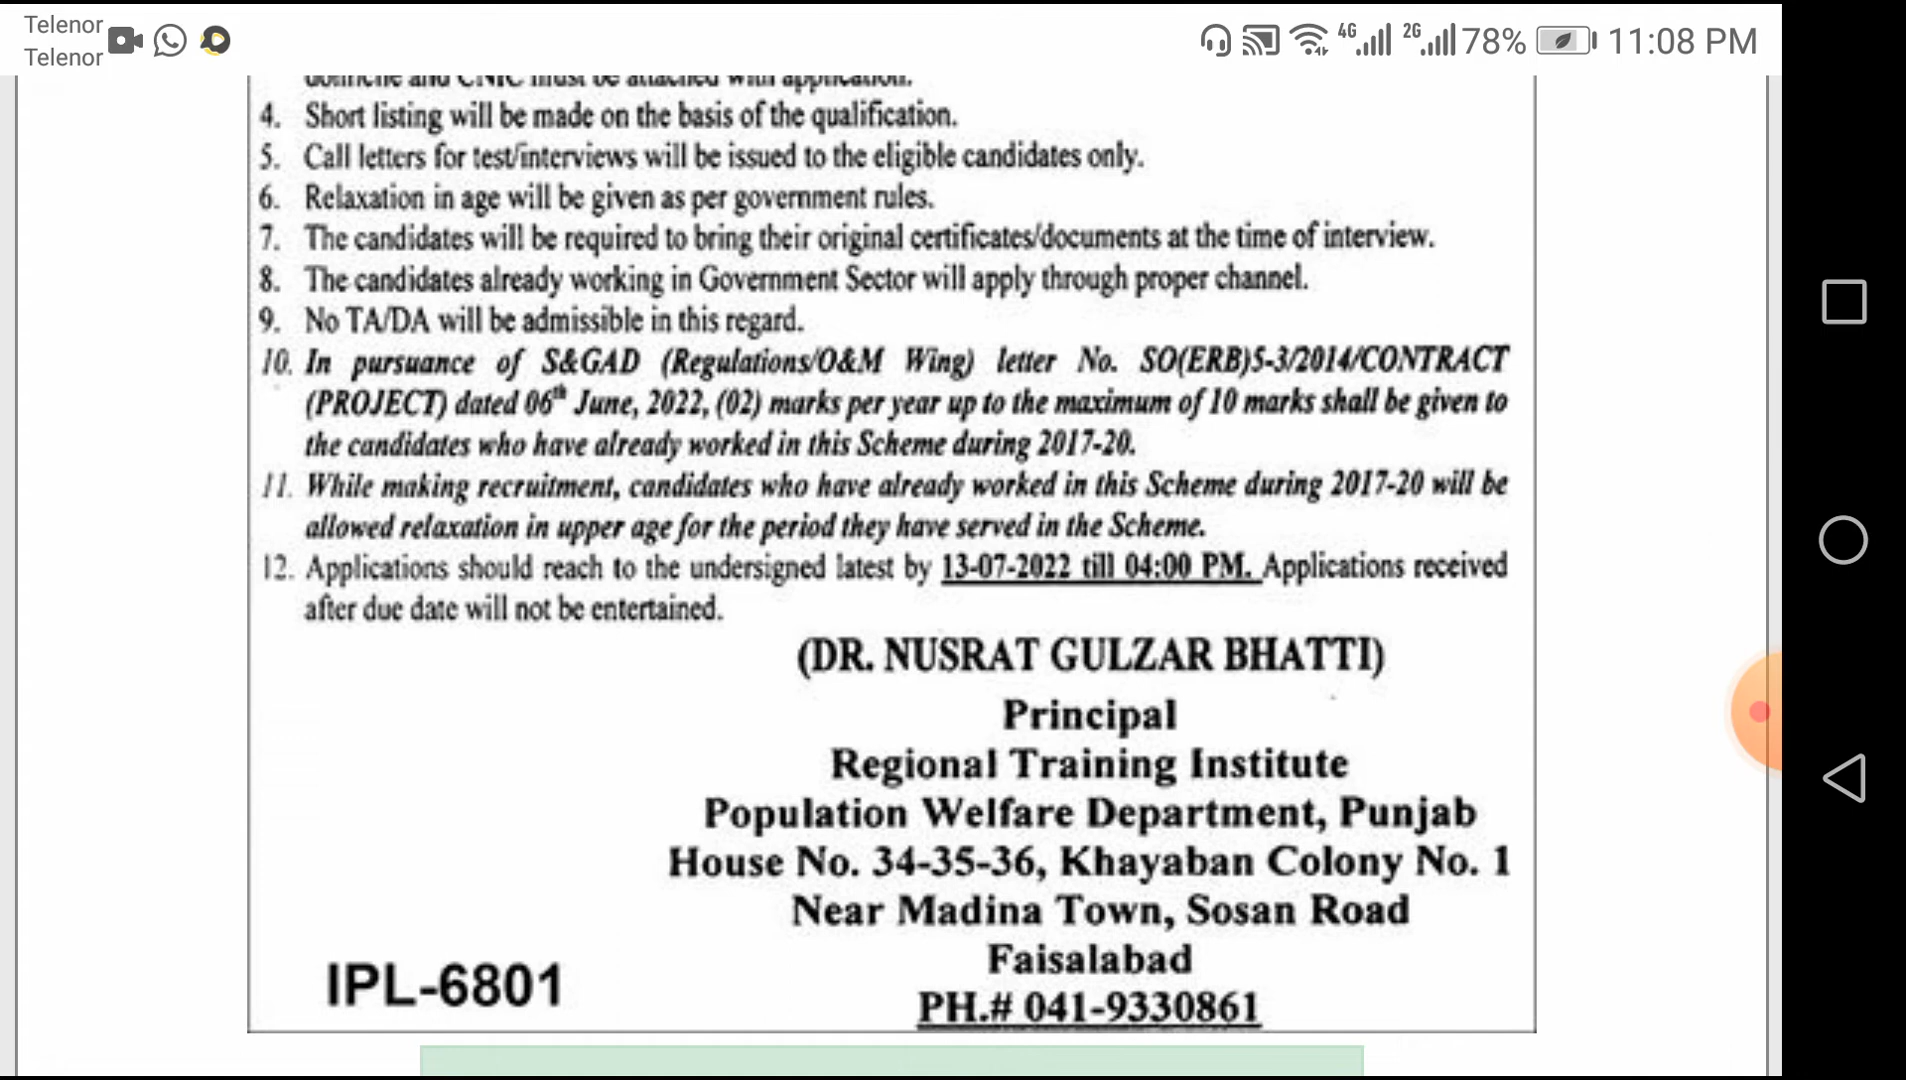 Telenor
Telenor
4G
2G
78%
11:08 PM
domicile and CNIC must be attached with application.
4. Short listing will be made on the basis of the qualification.
5. Call letters for test/interviews will be issued to the eligible candidates only.
6. Relaxation in age will be given as per government rules.
7. The candidates will be required to bring their original certificates/documents at the time of interview.
8. The candidates already working in Government Sector will apply through proper channel.
9. No TA/DA will be admissible in this regard.
10. In pursuance of S&GAD (Regulations/O&M Wing) letter No. SO(ERB)5-3/2014/CONTRACT
(PROJECT) dated 06th June, 2022, (02) marks per year up to the maximum of 10 marks shall be given to
the candidates who have already worked in this Scheme during 2017-20.
11. While making recruitment, candidates who have already worked in this Scheme during 2017-20 will be
allowed relaxation in upper age for the period they have served in the Scheme.
12. Applications should reach to the undersigned latest by 13-07-2022 till 04:00 PM. Applications received
after due date will not be entertained.
(DR. NUSRAT GULZAR BHATTI)
Principal
Regional Training Institute
Population Welfare Department, Punjab
House No. 34-35-36, Khayaban Colony No. 1
Near Madina Town, Sosan Road
Faisalabad
PH.# 041-9330861
IPL-6801